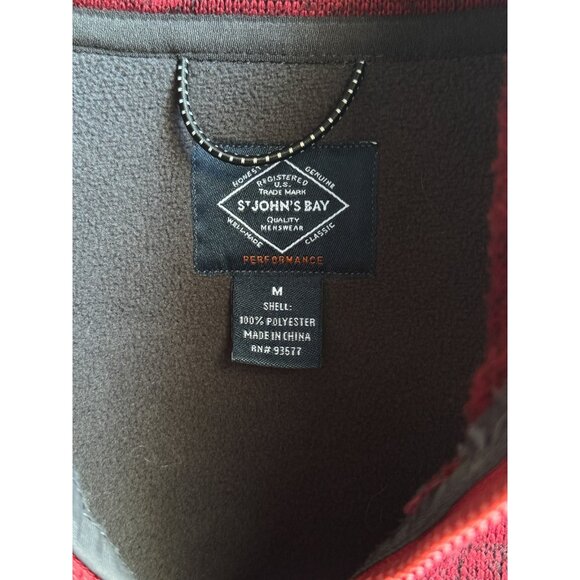 HONEST GENUINE
REGISTERED
U.S.
TRADE MARK
ST JOHN'S BAY
QUALITY
MENSWEAR
WELL-MADE CLASSIC
PERFORMANCE
M
SHELL:
100% POLYESTER
MADE IN CHINA
RN# 93577